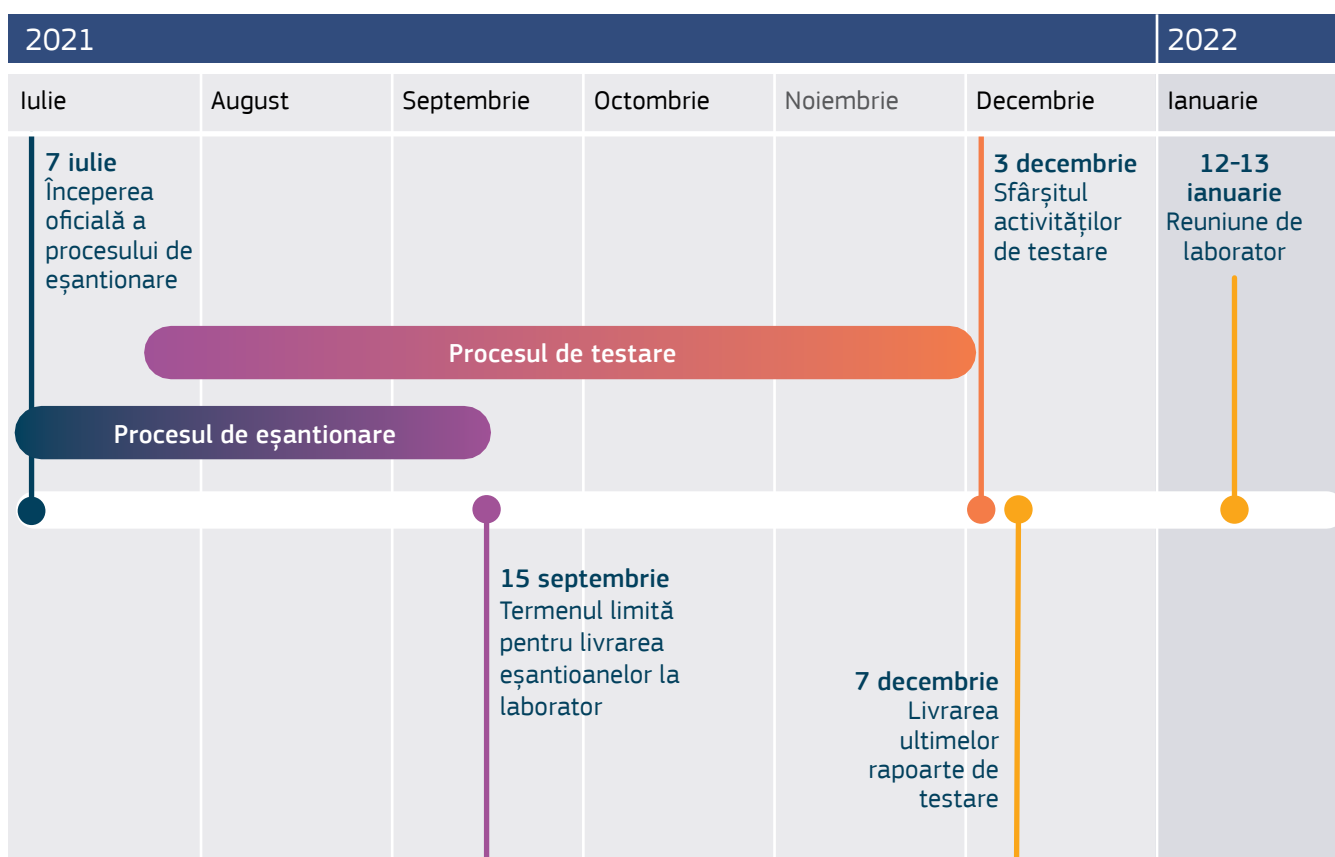 2021
2022
Iulie
August
Septembrie
Octombrie
Noiembrie
Decembrie
Ianuarie
7 iulie
Începerea
oficială a
procesului de
eșantionare
3 decembrie
Sfârșitul
activităților
de testare
12-13
ianuarie
Reuniune de
laborator
Procesul de testare
Procesul de eșantionare
15 septembrie
Termenul limită
pentru livrarea
eșantioanelor la
laborator
7 decembrie
Livrarea
ultimelor
rapoarte de
testare